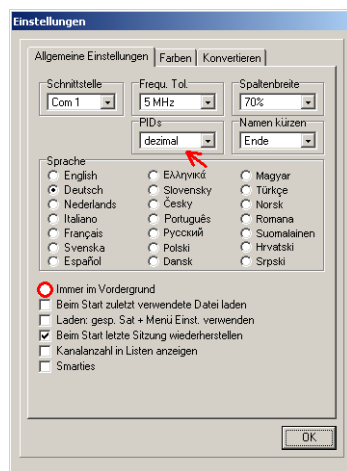 Einstellungen
Allgemeine Einstellungen Farben Konvertieren
Schnittstelle Frequ. Tol. Spaltenbreite
Com 1 5 MHz 70%
PIDs Namen kürzen
dezimal Ende
Sprache
English Ελληνικά Magyar
Deutsch Slovensky Türkçe
Nederlands Česky Norsk
Italiano Português Romana
Français Русский Suomalainen
Svenska Polski Hrvatski
Español Dansk Srpski
Immer im Vordergrund
Beim Start zuletzt verwendete Datei laden
Laden: gesp. Sat + Menü Einst. verwenden
Beim Start letzte Sitzung wiederherstellen
Kanalanzahl in Listen anzeigen
Smarties
OK